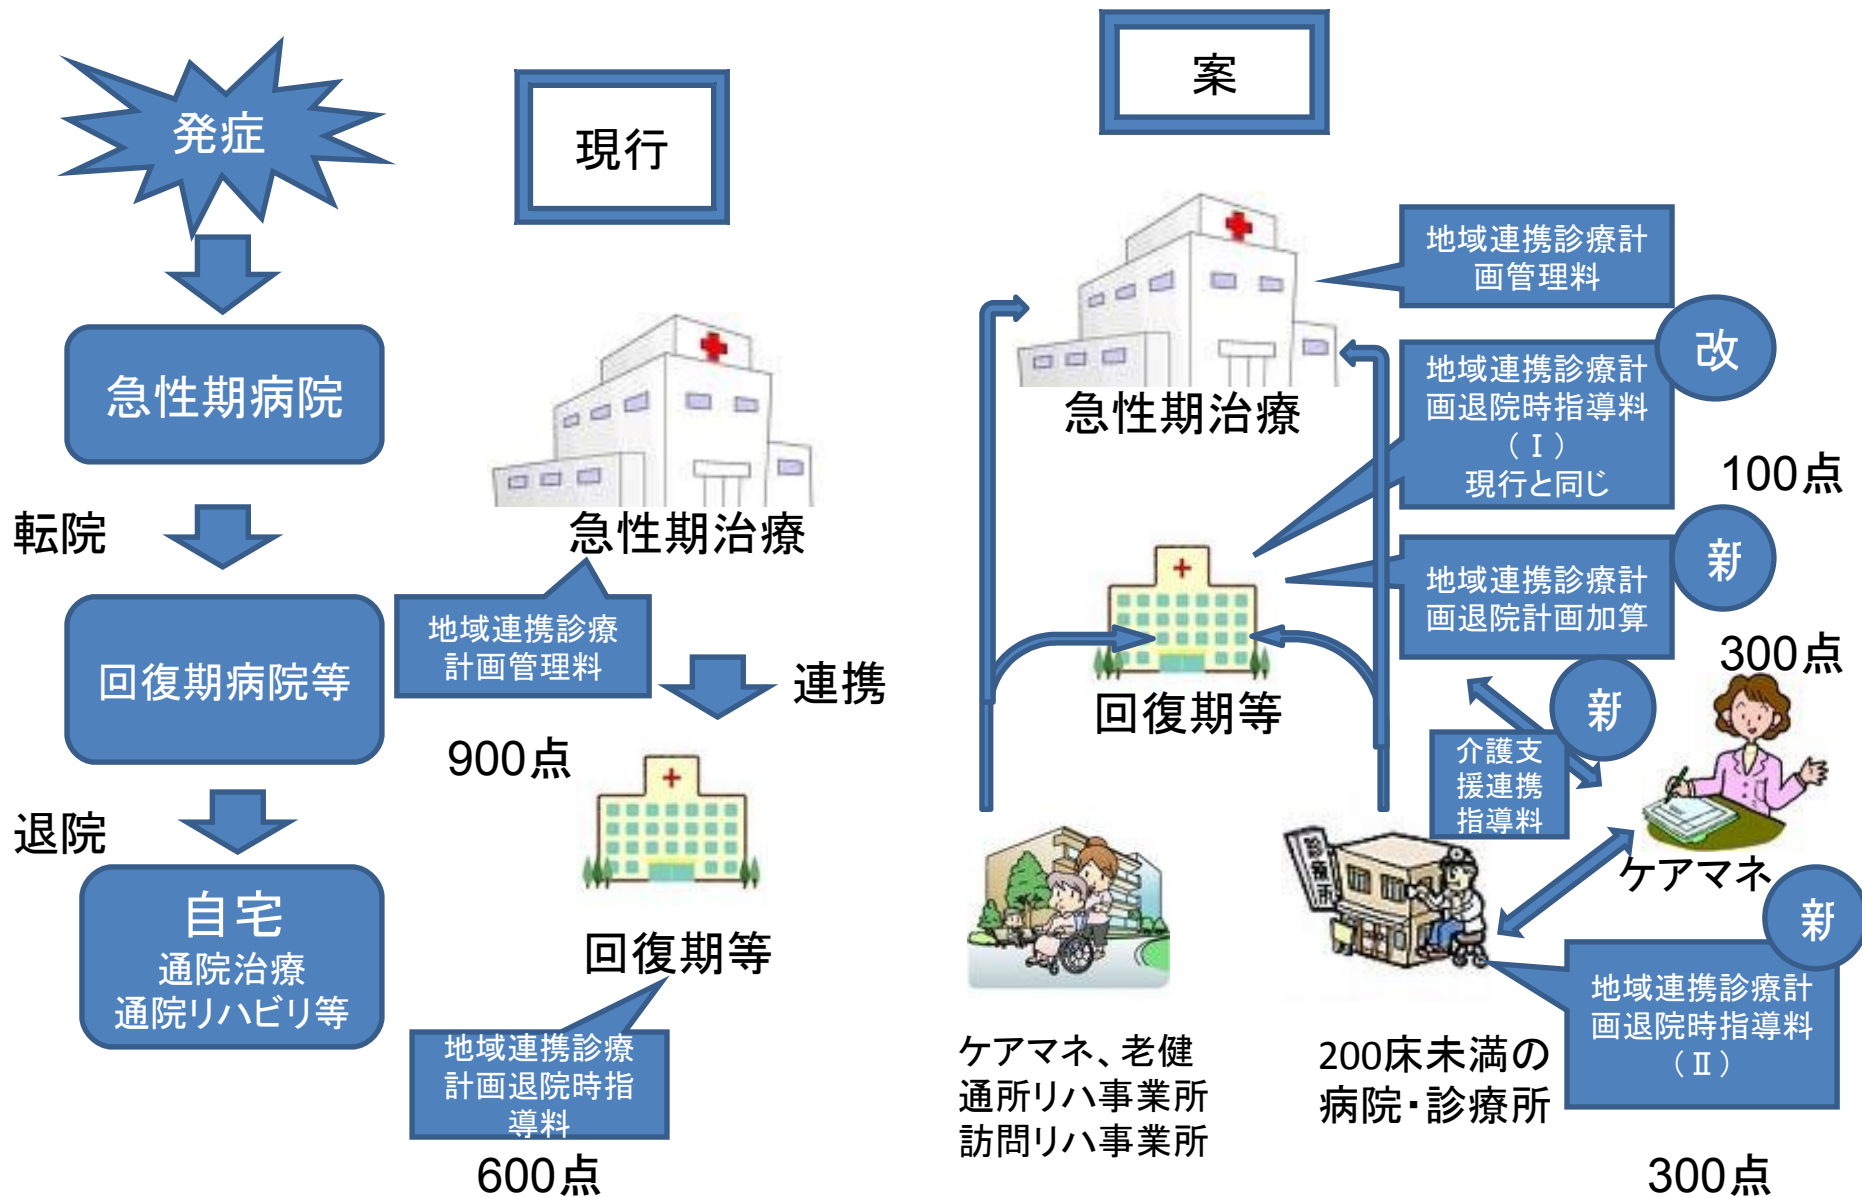 発症
現行
急性期病院
転院
回復期病院等
退院
自宅
通院治療
通院リハビリ等
急性期治療
地域連携診療
計画管理料
連携
900点
回復期等
地域連携診療
計画退院時指
導料
600点
案
急性期治療
地域連携診療計
画管理料
改
地域連携診療計
画退院時指導料
（Ⅰ）
現行と同じ
100点
新
地域連携診療計
画退院計画加算
300点
回復期等
新
介護支
援連携
指導料
ケアマネ
診療所
新
地域連携診療計
画退院時指導料
（Ⅱ）
300点
ケアマネ、老健
通所リハ事業所
訪問リハ事業所
200床未満の
病院・診療所